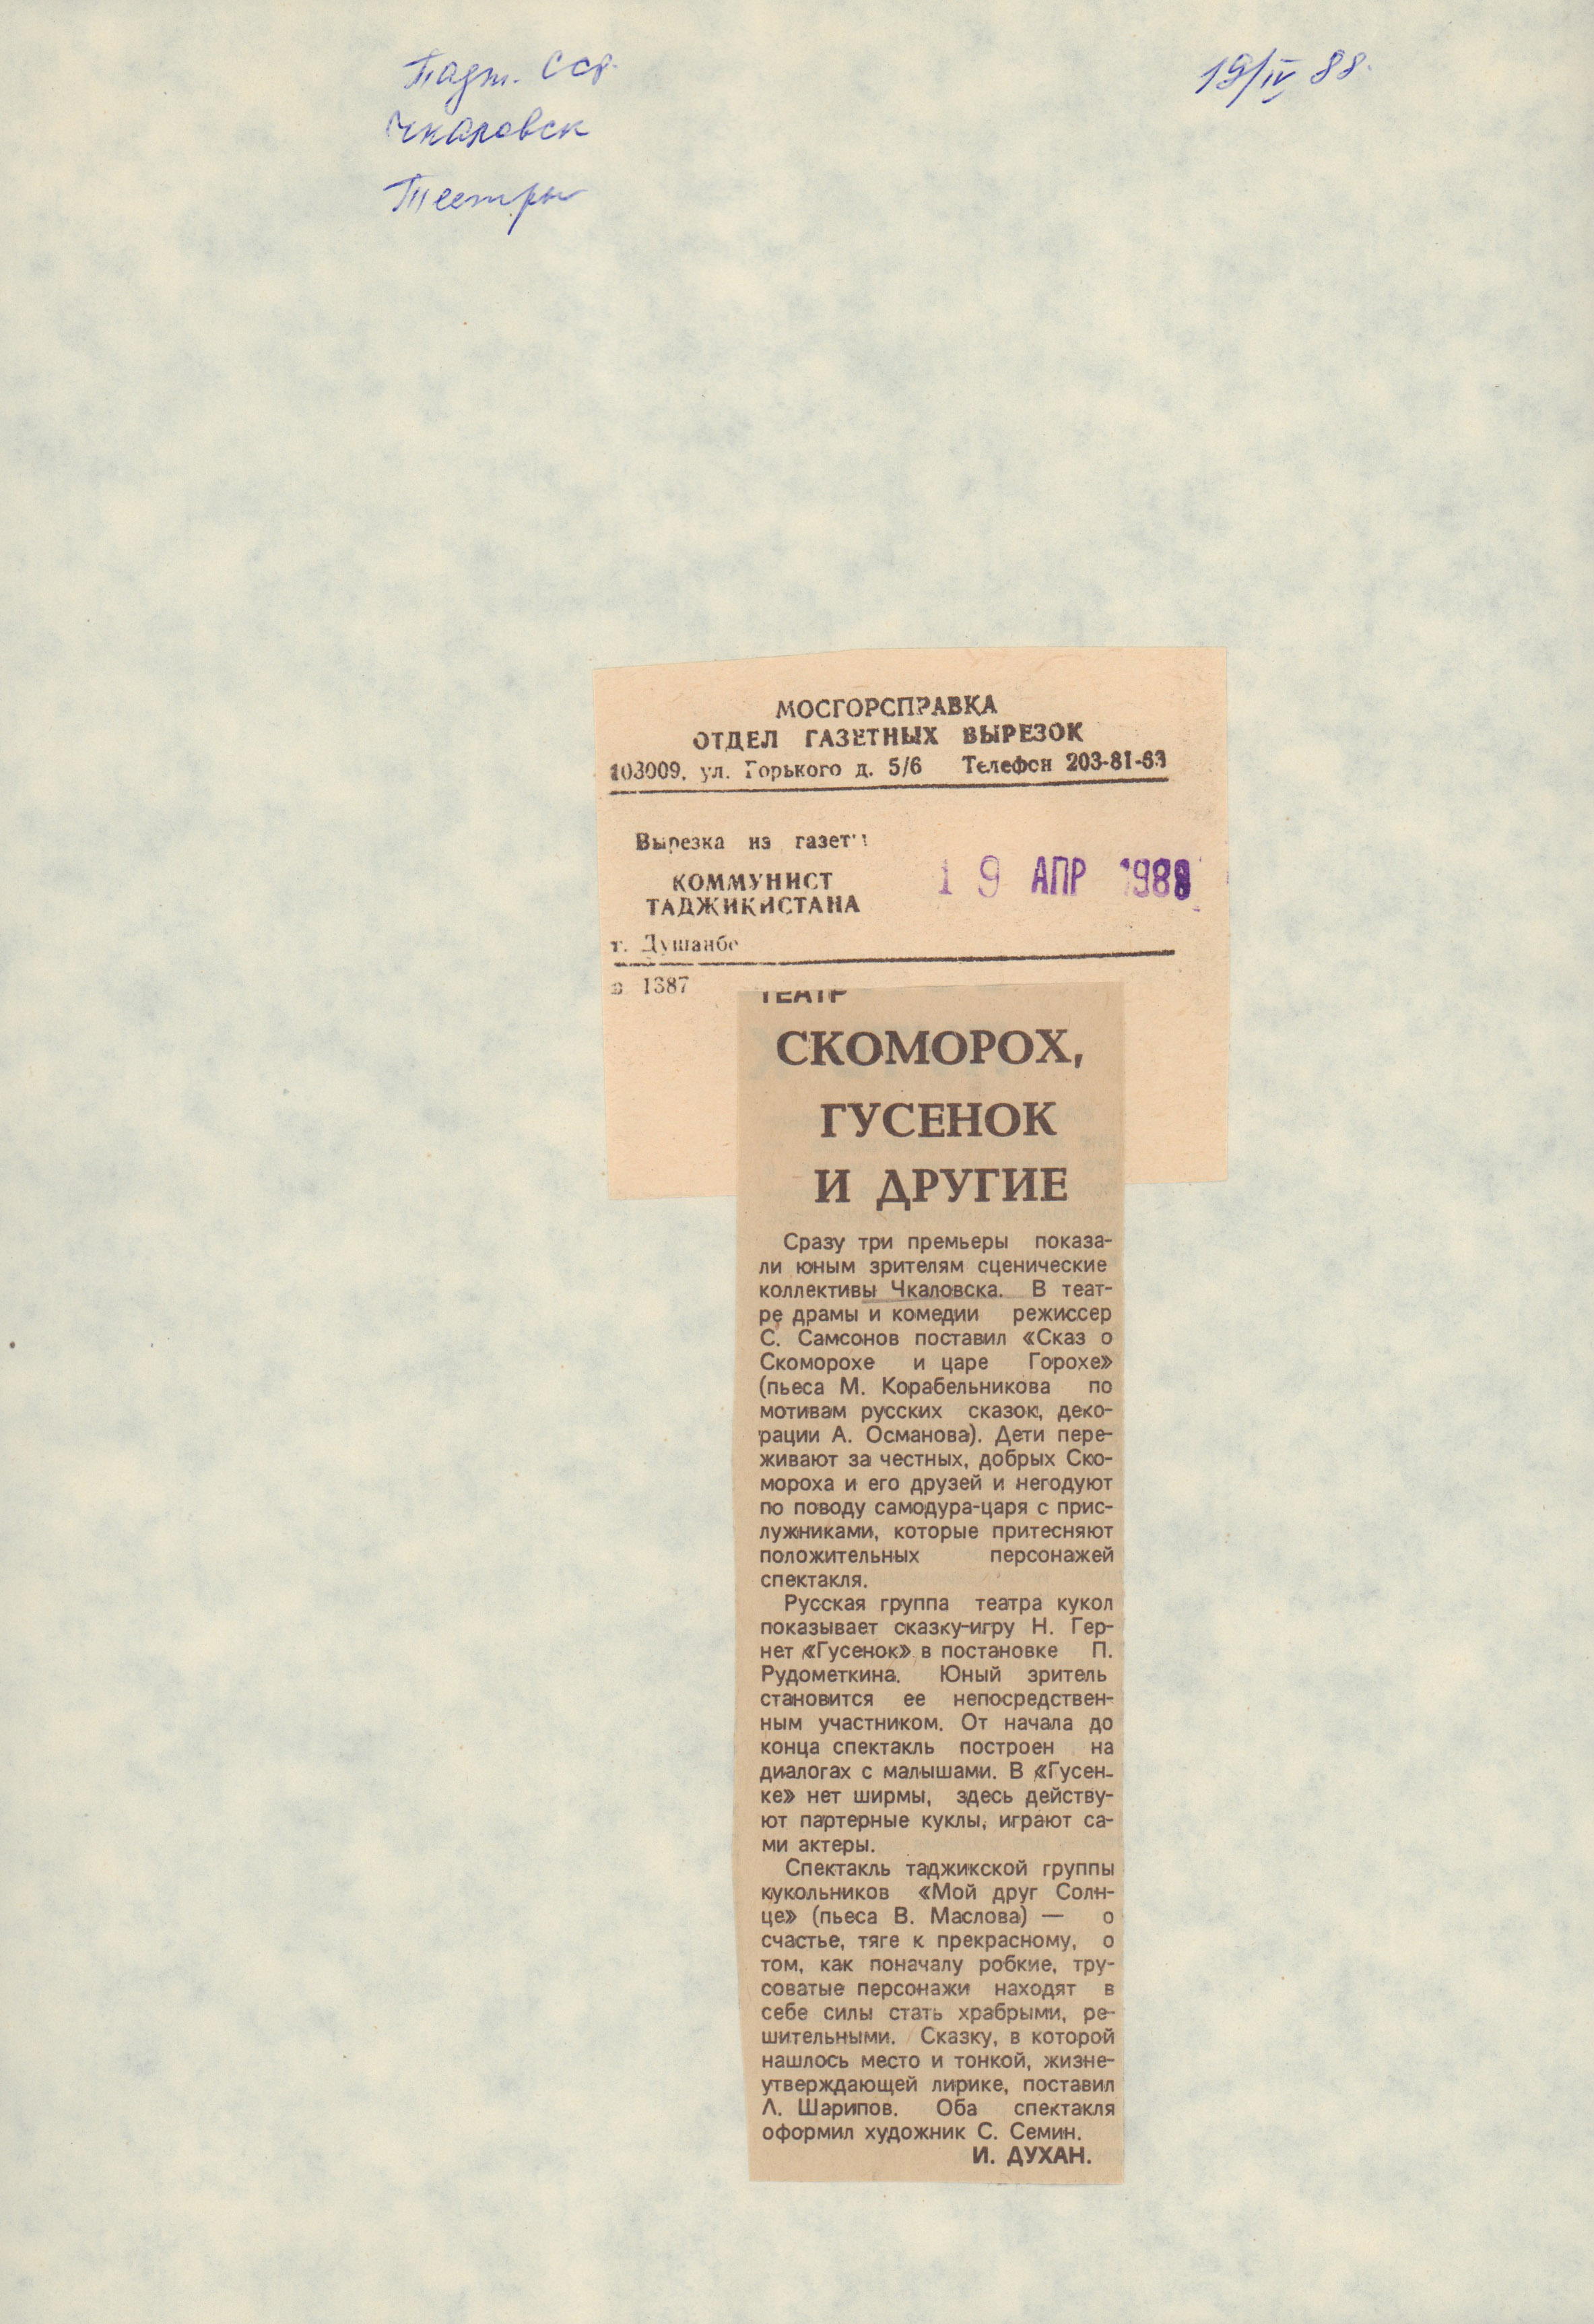 Тадж. ССР.
19/IV 88.
Чкаловск
Театры
МОСГОРСПРАВКА
ОТДЕЛ ГАЗЕТНЫХ ВЫРЕЗОК
103009, ул. Горького д. 5/6 Телефон 203-81-63
Вырезка из газеты
КОММУНИСТ
ТАДЖИКИСТАНА
19 АПР 1988
г. Душанбе
1387
ТЕАТР
СКОМОРОХ,
ГУСЕНОК
И ДРУГИЕ
Сразу три премьеры показа-
ли юным зрителям сценические
коллективы Чкаловска. В теат-
ре драмы и комедии режиссер
С. Самсонов поставил «Сказ о
Скоморохе и царе Горохе»
(пьеса М. Корабельникова по
мотивам русских сказок, деко-
рации А. Османова). Дети пере-
живают за честных, добрых Ско-
мороха и его друзей и негодуют
по поводу самодура-царя с прис-
лужниками, которые притесняют
положительных персонажей
спектакля.
Русская группа театра кукол
показывает сказку-игру Н. Гер-
нет «Гусенок» в постановке П.
Рудометкина. Юный зритель
становится ее непосредствен-
ным участником. От начала до
конца спектакль построен на
диалогах с малышами. В «Гусен-
ке» нет ширмы, здесь действу-
ют партерные куклы, играют са-
ми актеры.
Спектакль таджикской группы
кукольников «Мой друг Солн-
це» (пьеса В. Маслова) — о
счастье, тяге к прекрасному, о
том, как поначалу робкие, тру-
соватые персонажи находят в
себе силы стать храбрыми, ре-
шительными. Сказку, в которой
нашлось место и тонкой, жизне-
утверждающей лирике, поставил
Л. Шарипов. Оба спектакля
оформил художник С. Семин.
И. ДУХАН.